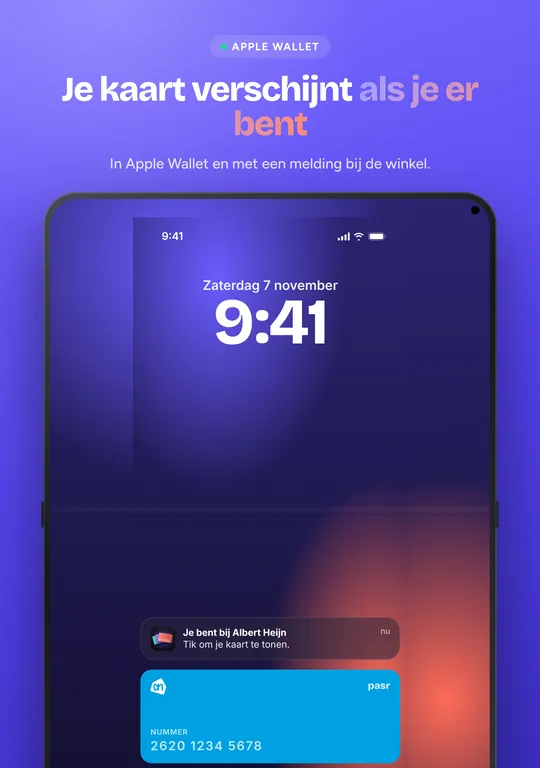 APPLE WALLET
Je kaart verschijnt als je er
bent
In Apple Wallet en met een melding bij de winkel.
9:41
Zaterdag 7 november
9:41
Je bent bij Albert Heijn
nu
Tik om je kaart te tonen.
ah
pasr
NUMMER
2620 1234 5678